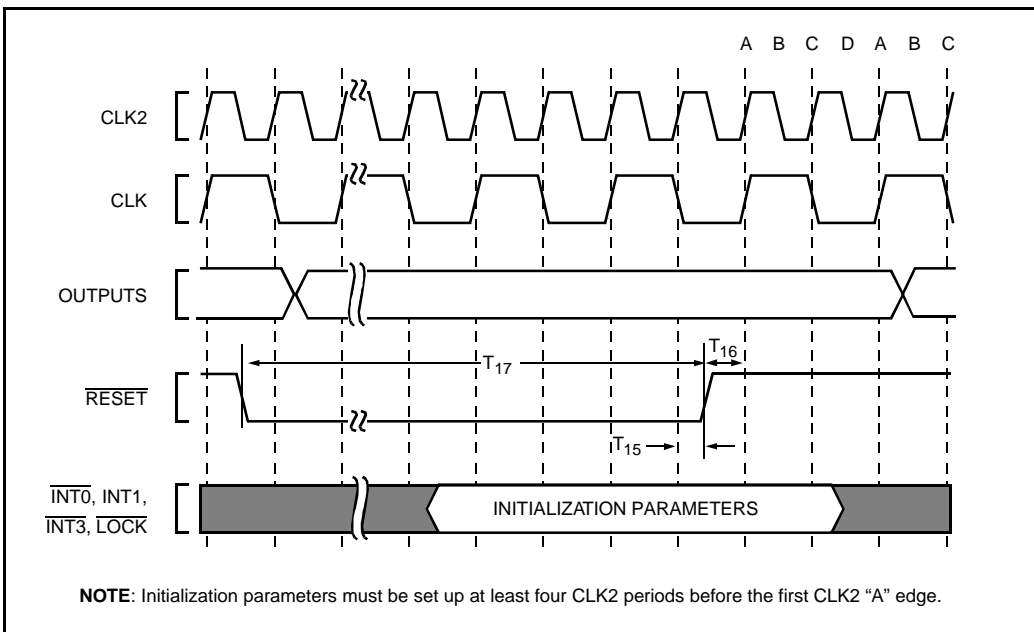 A B C D A B C
CLK2
CLK
OUTPUTS
T17
T16
RESET
T15
INT0, INT1,
INT3, LOCK
INITIALIZATION PARAMETERS
NOTE: Initialization parameters must be set up at least four CLK2 periods before the first CLK2 “A” edge.